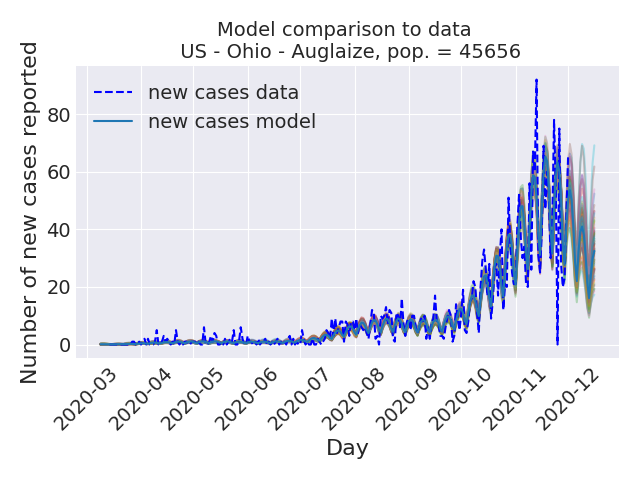 Model comparison to data
US - Ohio - Auglaize, pop. = 45656
Number of new cases reported
new cases data
new cases model
80
60
40
20
0
2020-03
2020-04
2020-05
2020-06
2020-07
2020-08
2020-09
2020-10
2020-11
2020-12
Day